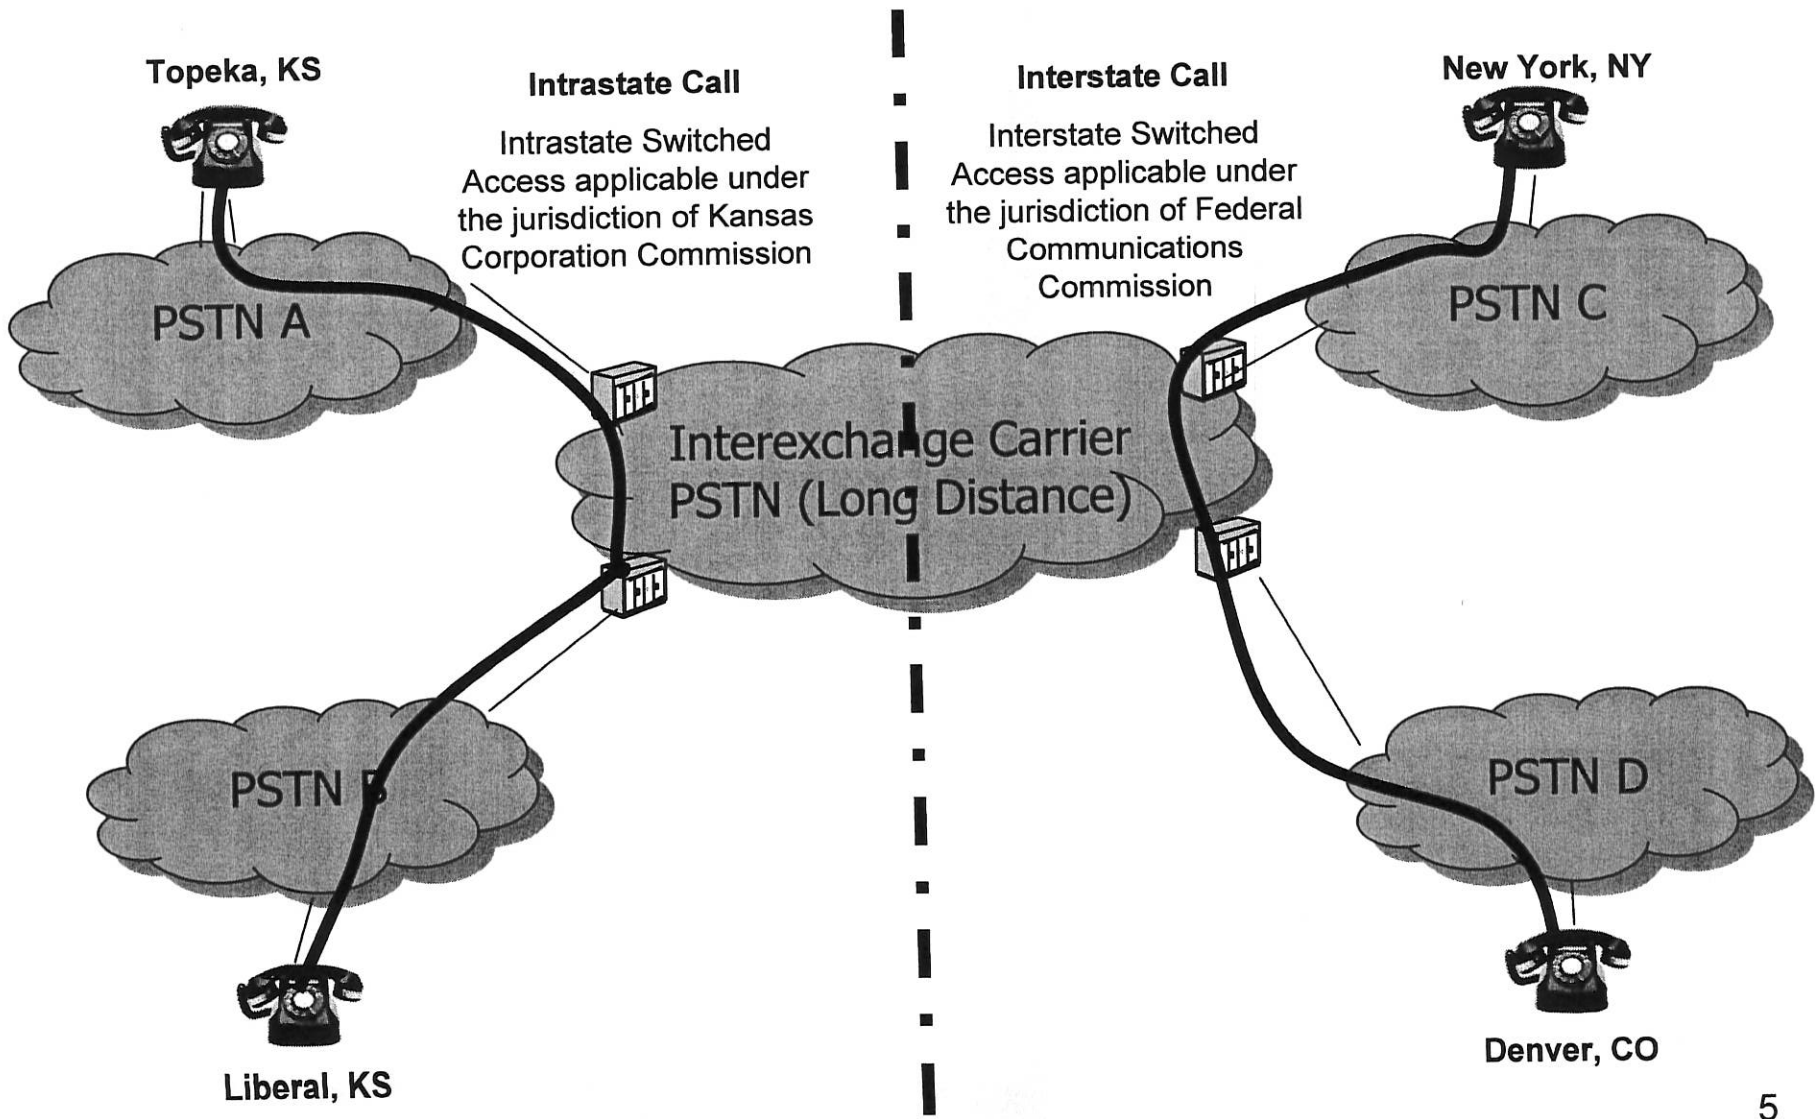 Topeka, KS
Intrastate Call
Intrastate Switched
Access applicable under
the jurisdiction of Kansas
Corporation Commission
Interstate Call
Interstate Switched
Access applicable under
the jurisdiction of Federal
Communications
Commission
New York, NY
PSTN A
PSTN C
Interexchange Carrier
PSTN (Long Distance)
PSTN B
PSTN D
Liberal, KS
Denver, CO
5